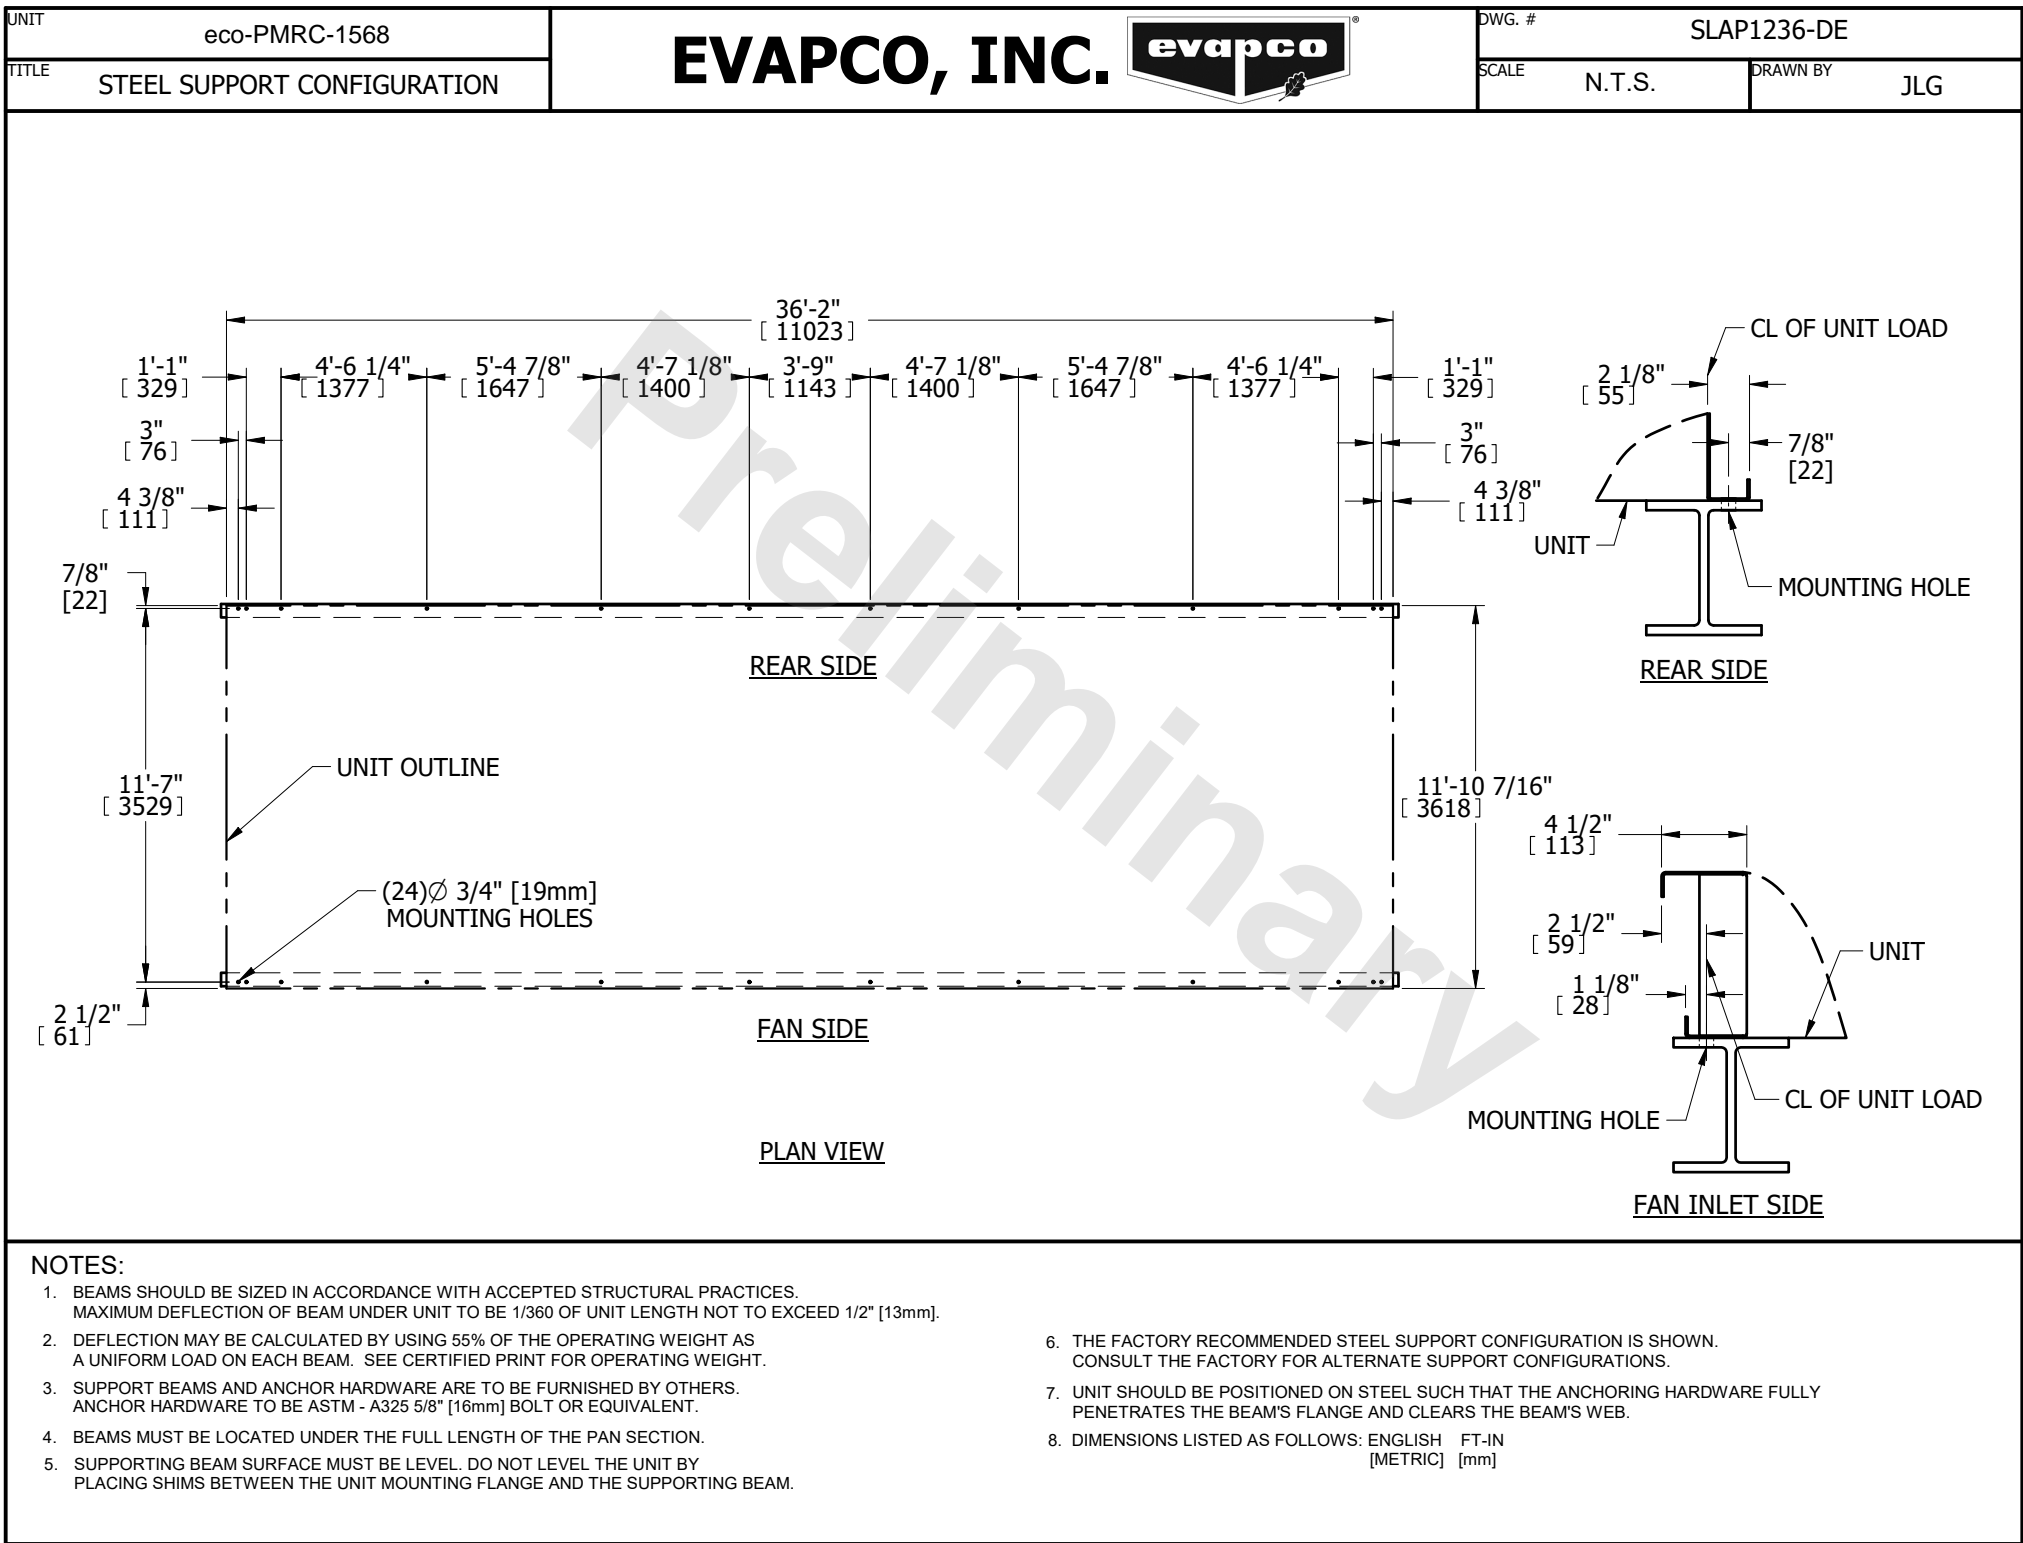 UNIT
eco-PMRC-1568
TITLE
STEEL SUPPORT CONFIGURATION
EVAPCO, INC.
evapco
®
DWG. #
SLAP1236-DE
SCALE
N.T.S.
DRAWN BY
JLG
36'-2"
[ 11023]
1'-1"
[ 329]
4'-6 1/4"
[ 1377 ]
5'-4 7/8"
[ 1647 ]
4'-7 1/8"
[ 1400 ]
3'-9"
[ 1143 ]
4'-7 1/8"
[ 1400 ]
5'-4 7/8"
[ 1647 ]
4'-6 1/4"
[ 1377 ]
1'-1"
[ 329]
3"
[ 76]
3"
[ 76]
4 3/8"
[ 111]
4 3/8"
[ 111]
7/8"
[22]
REAR SIDE
UNIT OUTLINE
11'-7"
[ 3529]
11'-10 7/16"
[ 3618]
(24)∅ 3/4" [19mm]
MOUNTING HOLES
2 1/2"
[ 61]
FAN SIDE
PLAN VIEW
Preliminary
CL OF UNIT LOAD
2 1/8"
[ 55]
7/8"
[22]
UNIT
MOUNTING HOLE
REAR SIDE
4 1/2"
[ 113]
2 1/2"
[ 59]
UNIT
1 1/8"
[ 28]
CL OF UNIT LOAD
MOUNTING HOLE
FAN INLET SIDE
NOTES:
1. BEAMS SHOULD BE SIZED IN ACCORDANCE WITH ACCEPTED STRUCTURAL PRACTICES.
MAXIMUM DEFLECTION OF BEAM UNDER UNIT TO BE 1/360 OF UNIT LENGTH NOT TO EXCEED 1/2" [13mm].
2. DEFLECTION MAY BE CALCULATED BY USING 55% OF THE OPERATING WEIGHT AS
A UNIFORM LOAD ON EACH BEAM. SEE CERTIFIED PRINT FOR OPERATING WEIGHT.
3. SUPPORT BEAMS AND ANCHOR HARDWARE ARE TO BE FURNISHED BY OTHERS.
ANCHOR HARDWARE TO BE ASTM - A325 5/8" [16mm] BOLT OR EQUIVALENT.
4. BEAMS MUST BE LOCATED UNDER THE FULL LENGTH OF THE PAN SECTION.
5. SUPPORTING BEAM SURFACE MUST BE LEVEL. DO NOT LEVEL THE UNIT BY
PLACING SHIMS BETWEEN THE UNIT MOUNTING FLANGE AND THE SUPPORTING BEAM.
6. THE FACTORY RECOMMENDED STEEL SUPPORT CONFIGURATION IS SHOWN.
CONSULT THE FACTORY FOR ALTERNATE SUPPORT CONFIGURATIONS.
7. UNIT SHOULD BE POSITIONED ON STEEL SUCH THAT THE ANCHORING HARDWARE FULLY
PENETRATES THE BEAM'S FLANGE AND CLEARS THE BEAM'S WEB.
8. DIMENSIONS LISTED AS FOLLOWS: ENGLISH FT-IN
[METRIC] [mm]